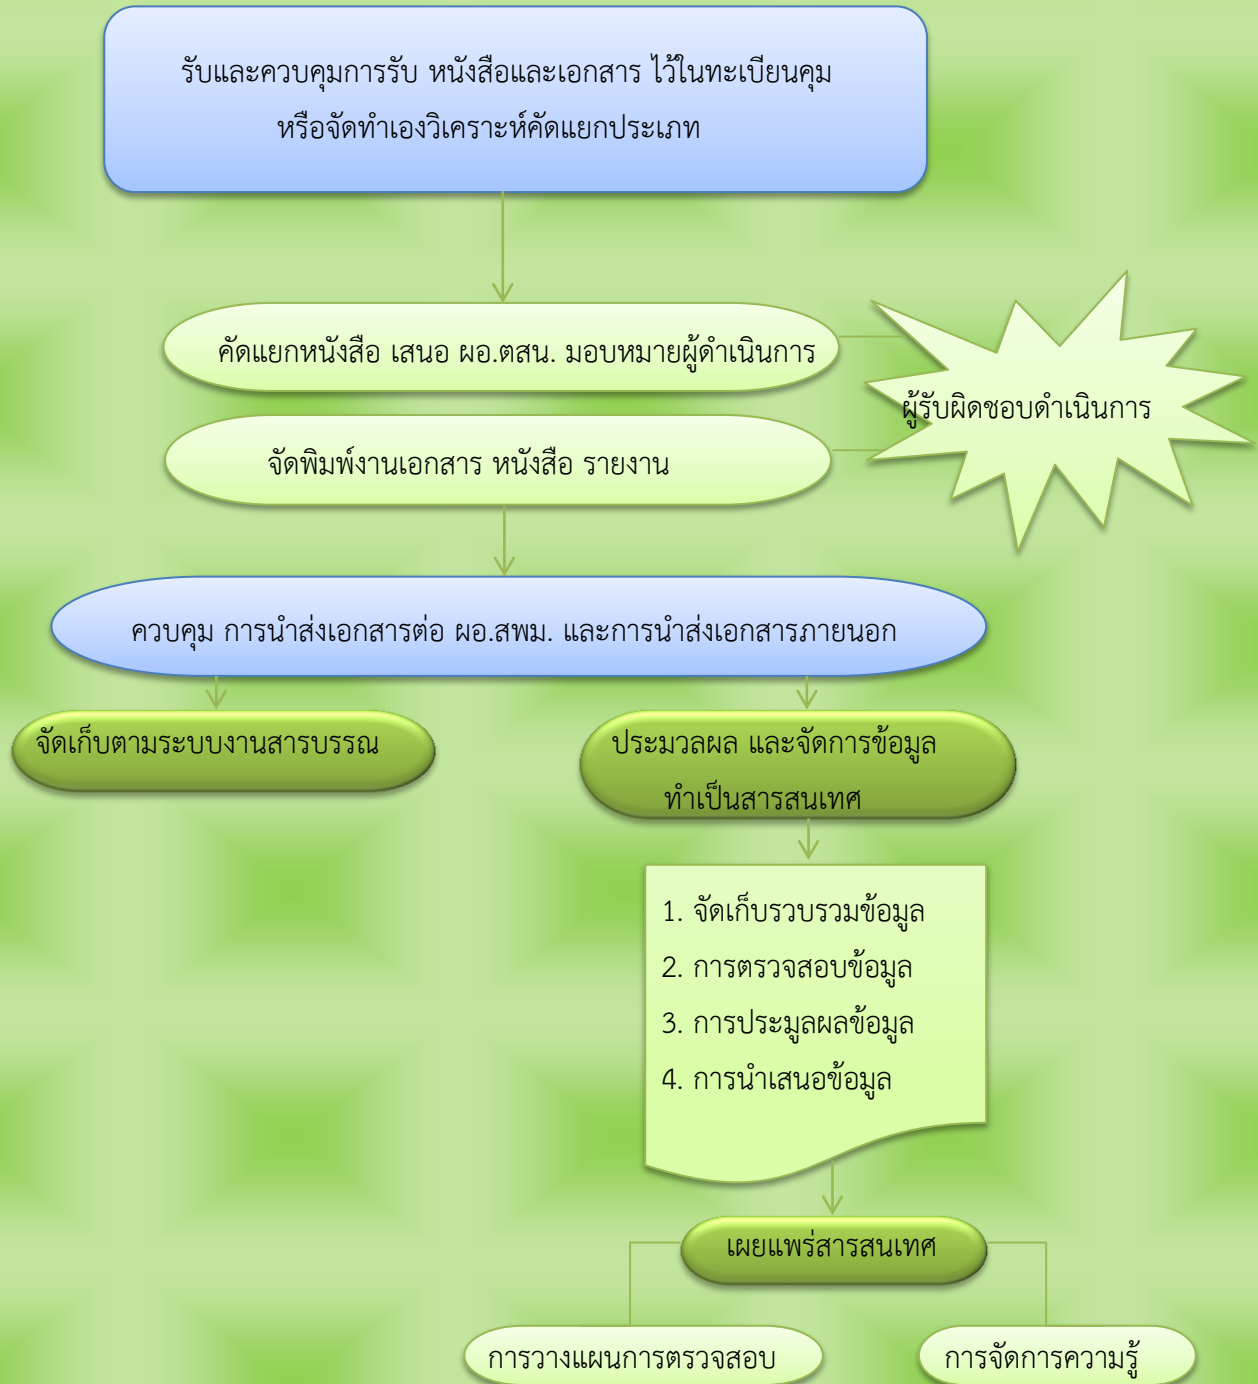 รับและควบคุมการรับ หนังสือและเอกสาร ไว้ในทะเบียนคุม
หรือจัดทำเองวิเคราะห์คัดแยกประเภท
คัดแยกหนังสือ เสนอ ผอ.ตสน. มอบหมายผู้ดำเนินการ
ผู้รับผิดชอบดำเนินการ
จัดพิมพ์งานเอกสาร หนังสือ รายงาน
ควบคุม การนำส่งเอกสารต่อ ผอ.สพม. และการนำส่งเอกสารภายนอก
จัดเก็บตามระบบงานสารบรรณ
ประมวลผล และจัดการข้อมูล
ทำเป็นสารสนเทศ
1. จัดเก็บรวบรวมข้อมูล
2. การตรวจสอบข้อมูล
3. การประมูลผลข้อมูล
4. การนำเสนอข้อมูล
เผยแพร่สารสนเทศ
การวางแผนการตรวจสอบ
การจัดการความรู้